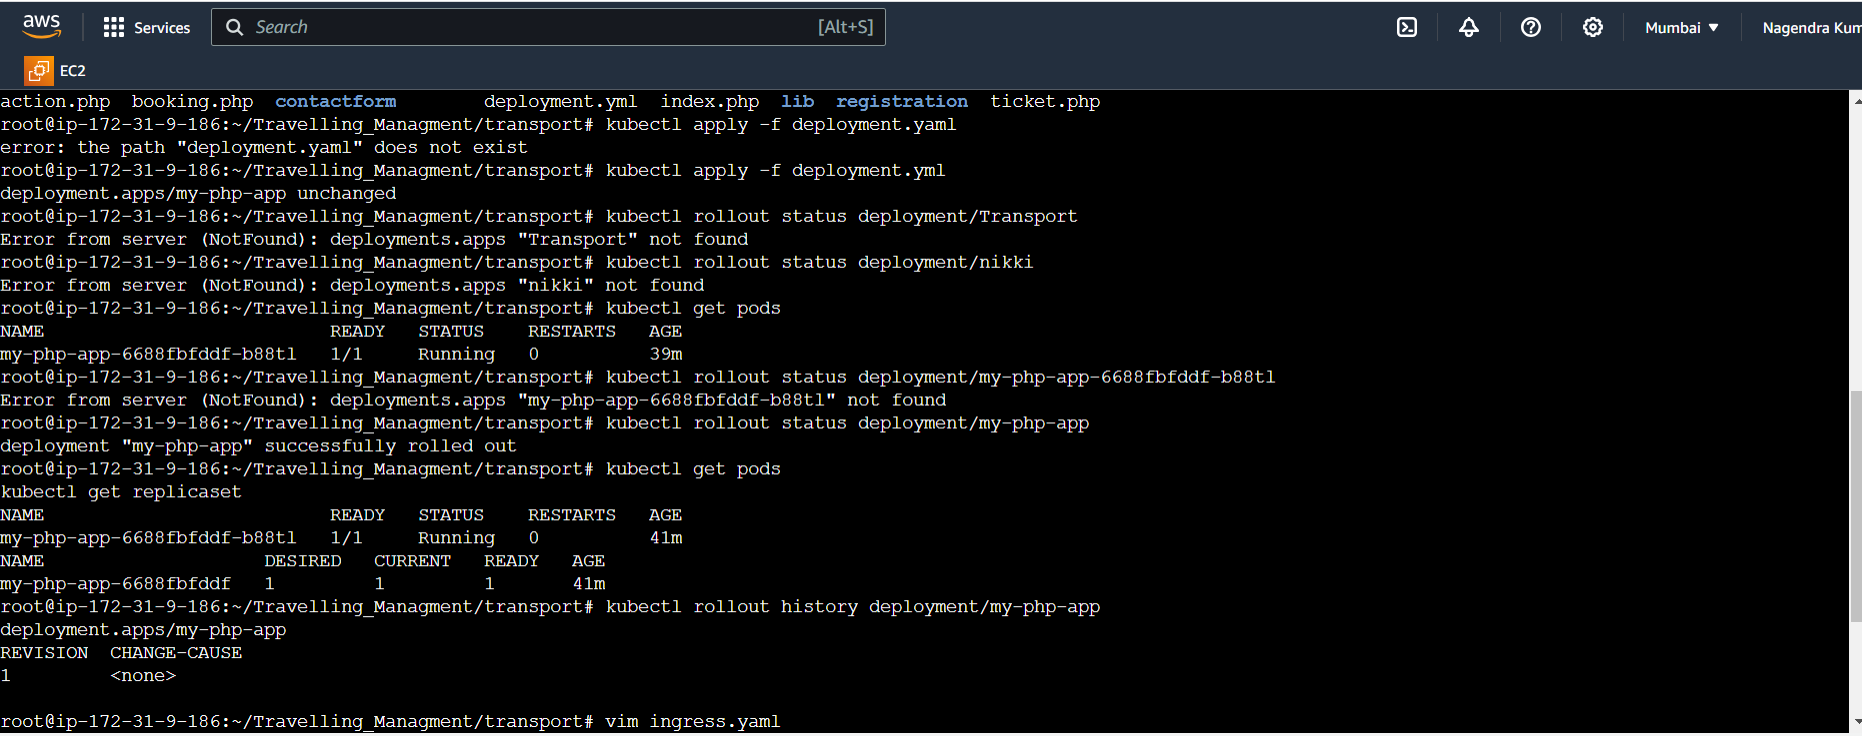 aws Services Search [Alt+S] Mumbai ▼ Nagendra Kum
EC2
action.php  booking.php  contactform        deployment.yml  index.php  lib  registration  ticket.php
root@ip-172-31-9-186:~/Travelling_Managment/transport# kubectl apply -f deployment.yaml
error: the path "deployment.yaml" does not exist
root@ip-172-31-9-186:~/Travelling_Managment/transport# kubectl apply -f deployment.yml
deployment.apps/my-php-app unchanged
root@ip-172-31-9-186:~/Travelling_Managment/transport# kubectl rollout status deployment/Transport
Error from server (NotFound): deployments.apps "Transport" not found
root@ip-172-31-9-186:~/Travelling_Managment/transport# kubectl rollout status deployment/nikki
Error from server (NotFound): deployments.apps "nikki" not found
root@ip-172-31-9-186:~/Travelling_Managment/transport# kubectl get pods
NAME                          READY   STATUS    RESTARTS   AGE
my-php-app-6688fbfddf-b88tl   1/1     Running   0          39m
root@ip-172-31-9-186:~/Travelling_Managment/transport# kubectl rollout status deployment/my-php-app-6688fbfddf-b88tl
Error from server (NotFound): deployments.apps "my-php-app-6688fbfddf-b88tl" not found
root@ip-172-31-9-186:~/Travelling_Managment/transport# kubectl rollout status deployment/my-php-app
deployment "my-php-app" successfully rolled out
root@ip-172-31-9-186:~/Travelling_Managment/transport# kubectl get pods
kubectl get replicaset
NAME                          READY   STATUS    RESTARTS   AGE
my-php-app-6688fbfddf-b88tl   1/1     Running   0          41m
NAME                    DESIRED   CURRENT   READY   AGE
my-php-app-6688fbfddf   1         1         1       41m
root@ip-172-31-9-186:~/Travelling_Managment/transport# kubectl rollout history deployment/my-php-app
deployment.apps/my-php-app
REVISION  CHANGE-CAUSE
1         <none>
root@ip-172-31-9-186:~/Travelling_Managment/transport# vim ingress.yaml